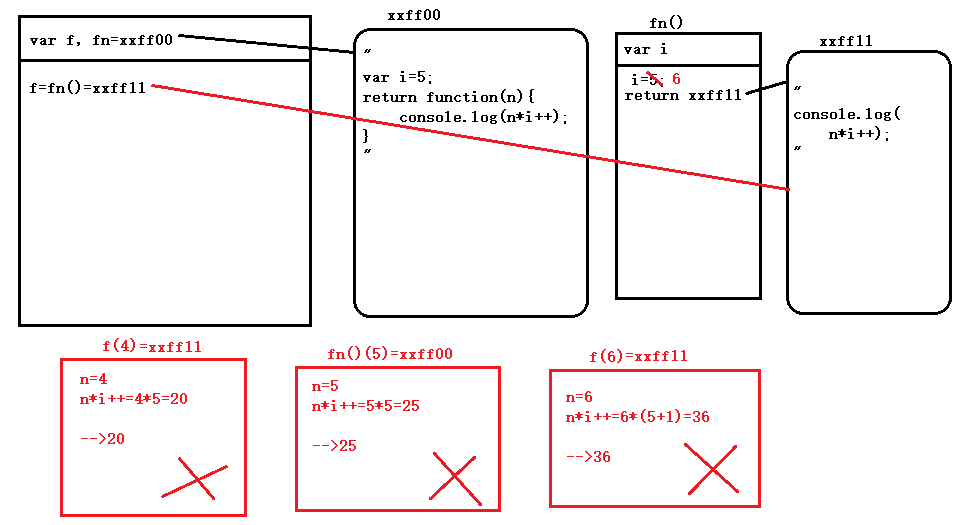 xxff00
fn()
var f, fn=xxff00
"
var i
xxff11
f=fn()=xxff11
var i=5;
return function(n){
console.log(n*i++);
}
"
i=5; 6
return xxff11
"
console.log(
n*i++);
"
f(4)=xxff11
n=4
n*i++=4*5=20
-->20
fn()(5)=xxff00
n=5
n*i++=5*5=25
-->25
f(6)=xxff11
n=6
n*i++=6*(5+1)=36
-->36